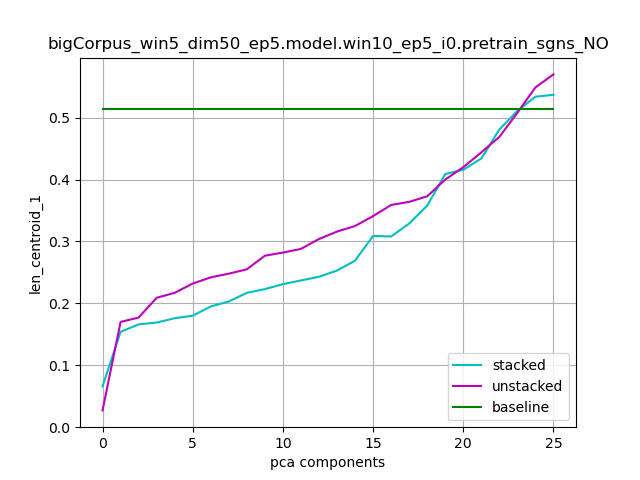 bigCorpus_win5_dim50_ep5.model.win10_ep5_i0.pretrain_sgns_NO
len_centroid_1
0.5
0.4
0.3
0.2
0.1
0.0
0 5 10 15 20 25
pca components
stacked
unstacked
baseline